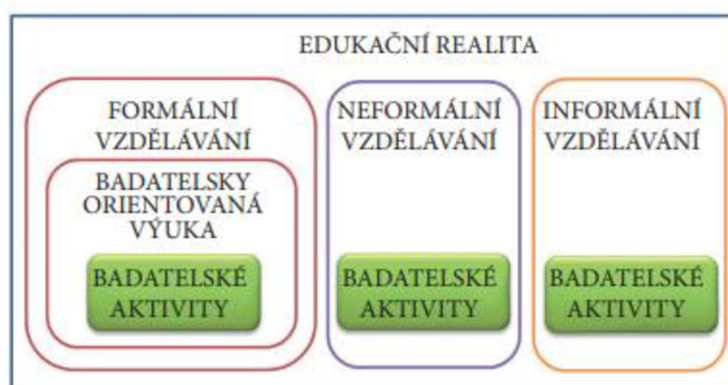 EDUKAČNÍ REALITA
FORMÁLNÍ
VZDĚLÁVÁNÍ
BADATELSKY
ORIENTOVANÁ
VÝUKA
BADATELSKÉ
AKTIVITY
NEFORMÁLNÍ
VZDĚLÁVÁNÍ
BADATELSKÉ
AKTIVITY
INFORMÁLNÍ
VZDĚLÁVÁNÍ
BADATELSKÉ
AKTIVITY